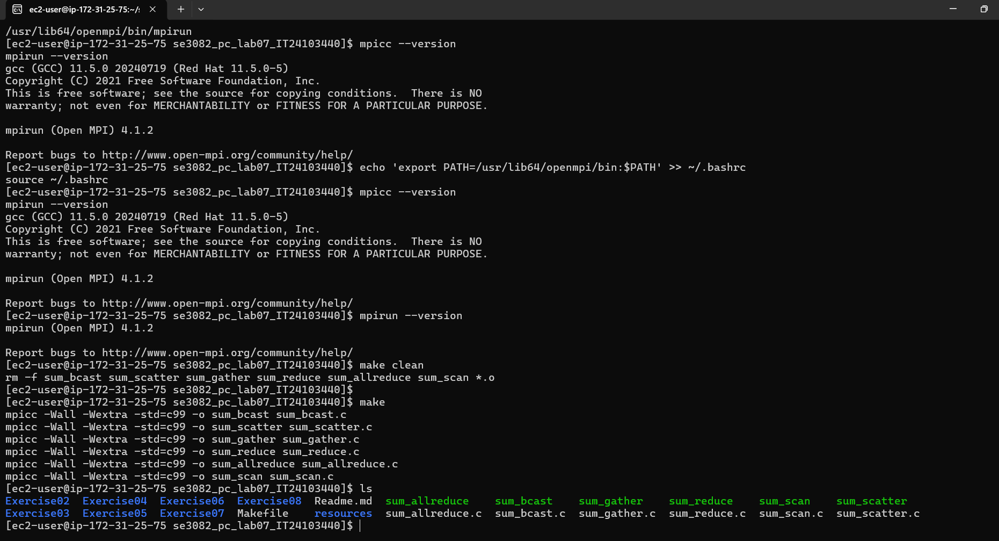 ec2-user@ip-172-31-25-75:~/s
/usr/lib64/openmpi/bin/mpirun
[ec2-user@ip-172-31-25-75 se3082_pc_lab07_IT24103440]$ mpicc --version
mpirun --version
gcc (GCC) 11.5.0 20240719 (Red Hat 11.5.0-5)
Copyright (C) 2021 Free Software Foundation, Inc.
This is free software; see the source for copying conditions.  There is NO
warranty; not even for MERCHANTABILITY or FITNESS FOR A PARTICULAR PURPOSE.
mpirun (Open MPI) 4.1.2
Report bugs to http://www.open-mpi.org/community/help/
[ec2-user@ip-172-31-25-75 se3082_pc_lab07_IT24103440]$ echo 'export PATH=/usr/lib64/openmpi/bin:$PATH' >> ~/.bashrc
source ~/.bashrc
[ec2-user@ip-172-31-25-75 se3082_pc_lab07_IT24103440]$ mpicc --version
mpirun --version
gcc (GCC) 11.5.0 20240719 (Red Hat 11.5.0-5)
Copyright (C) 2021 Free Software Foundation, Inc.
This is free software; see the source for copying conditions.  There is NO
warranty; not even for MERCHANTABILITY or FITNESS FOR A PARTICULAR PURPOSE.
mpirun (Open MPI) 4.1.2
Report bugs to http://www.open-mpi.org/community/help/
[ec2-user@ip-172-31-25-75 se3082_pc_lab07_IT24103440]$ mpirun --version
mpirun (Open MPI) 4.1.2
Report bugs to http://www.open-mpi.org/community/help/
[ec2-user@ip-172-31-25-75 se3082_pc_lab07_IT24103440]$ make clean
rm -f sum_bcast sum_scatter sum_gather sum_reduce sum_allreduce sum_scan *.o
[ec2-user@ip-172-31-25-75 se3082_pc_lab07_IT24103440]$
[ec2-user@ip-172-31-25-75 se3082_pc_lab07_IT24103440]$ make
mpicc -Wall -Wextra -std=c99 -o sum_bcast sum_bcast.c
mpicc -Wall -Wextra -std=c99 -o sum_scatter sum_scatter.c
mpicc -Wall -Wextra -std=c99 -o sum_gather sum_gather.c
mpicc -Wall -Wextra -std=c99 -o sum_reduce sum_reduce.c
mpicc -Wall -Wextra -std=c99 -o sum_allreduce sum_allreduce.c
mpicc -Wall -Wextra -std=c99 -o sum_scan sum_scan.c
[ec2-user@ip-172-31-25-75 se3082_pc_lab07_IT24103440]$ ls
Exercise02  Exercise04  Exercise06  Exercise08  Readme.md  sum_allreduce    sum_bcast    sum_gather    sum_reduce    sum_scan    sum_scatter
Exercise03  Exercise05  Exercise07  Makefile    resources  sum_allreduce.c  sum_bcast.c  sum_gather.c  sum_reduce.c  sum_scan.c  sum_scatter.c
[ec2-user@ip-172-31-25-75 se3082_pc_lab07_IT24103440]$